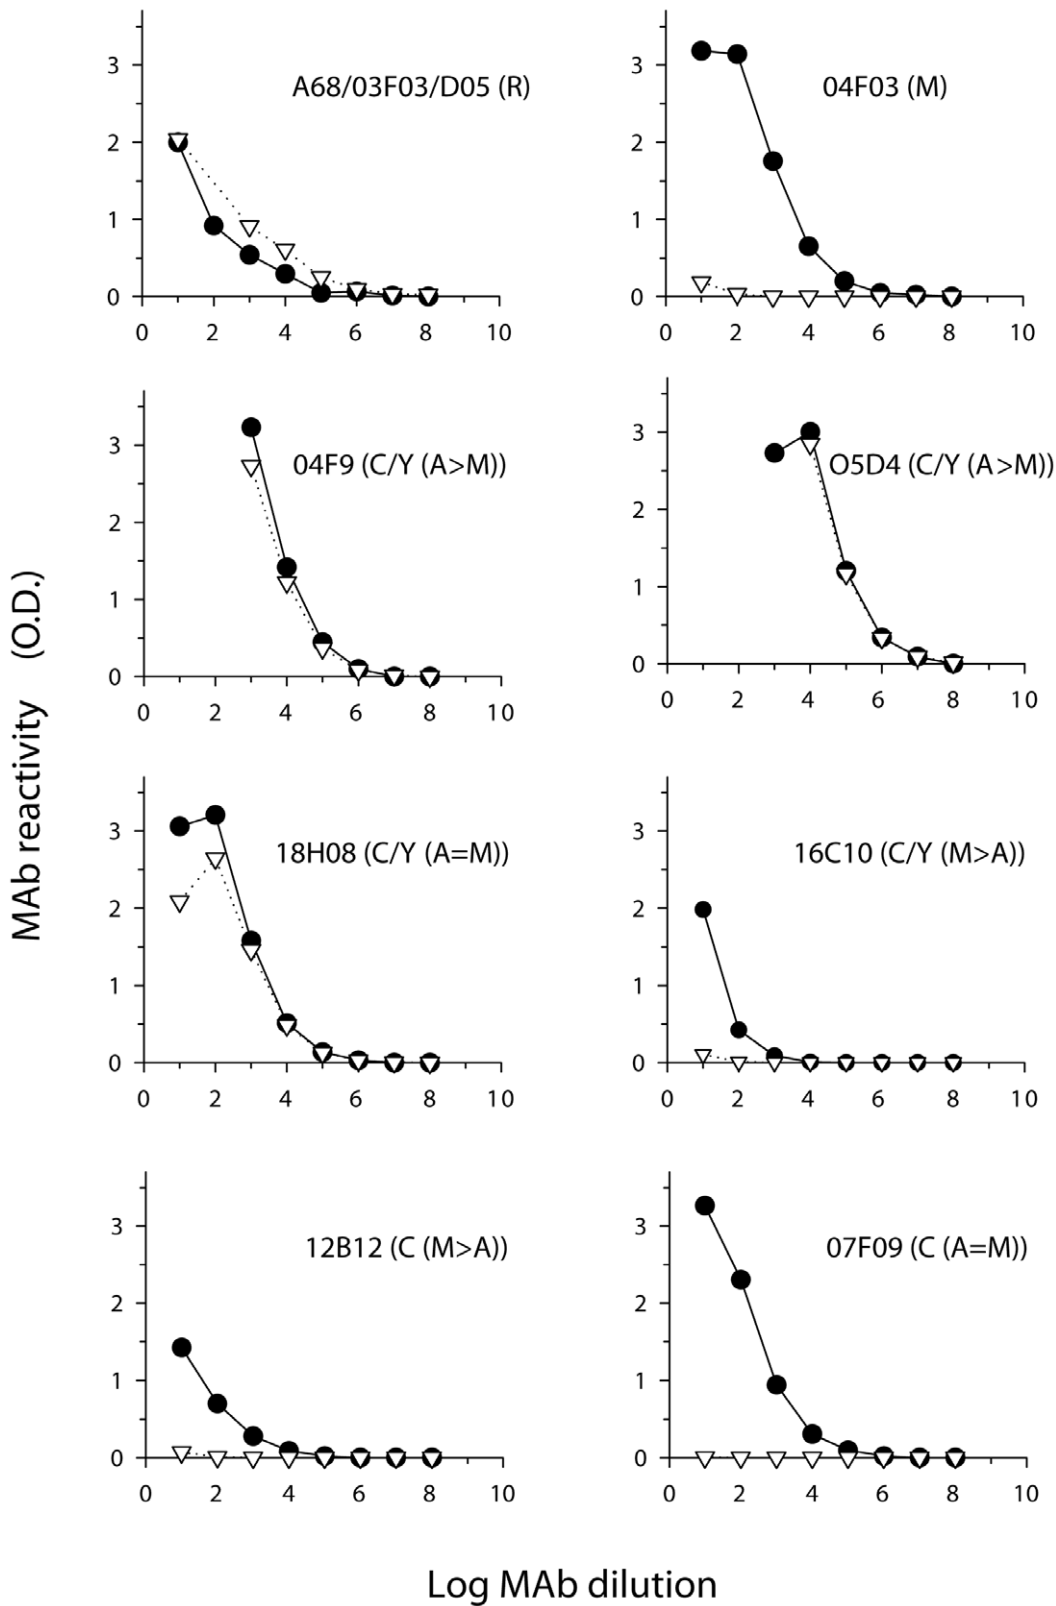 A68/03F03/D05 (R)
3
2
1
0
0 2 4 6 8 10
04F03 (M)
3
2
1
0
0 2 4 6 8 10
04F9 (C/Y (A>M))
3
2
1
0
0 2 4 6 8 10
O5D4 (C/Y (A>M))
3
2
1
0
0 2 4 6 8 10
MAb reactivity (O.D.)
18H08 (C/Y (A=M))
3
2
1
0
0 2 4 6 8 10
16C10 (C/Y (M>A))
3
2
1
0
0 2 4 6 8 10
12B12 (C (M>A))
3
2
1
0
0 2 4 6 8 10
07F09 (C (A=M))
3
2
1
0
0 2 4 6 8 10
Log MAb dilution